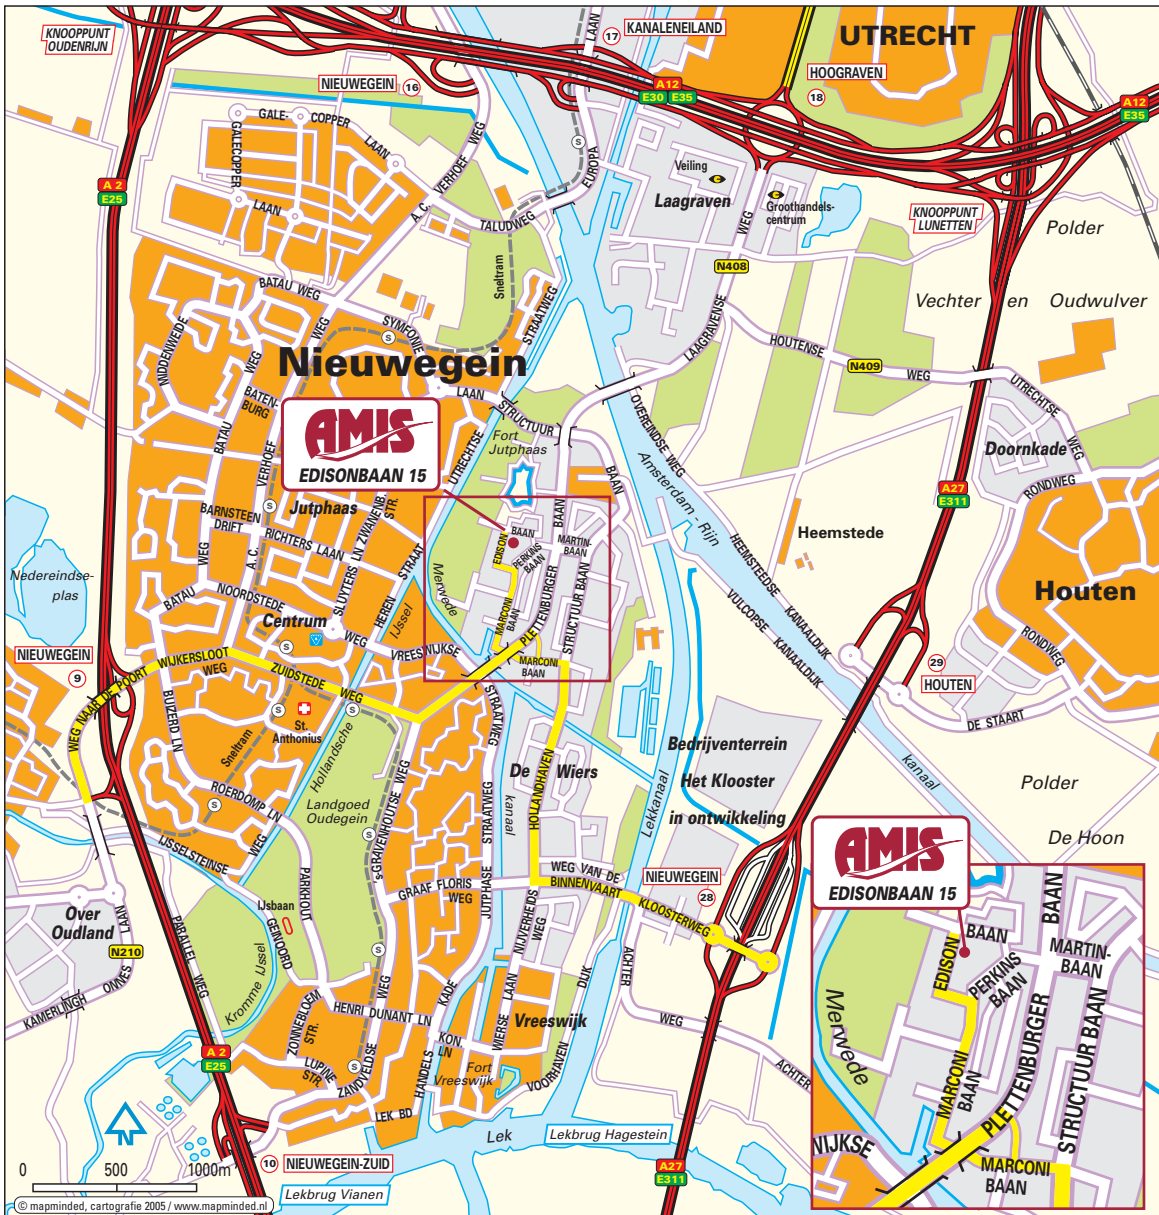 KNOOPPUNT
OUDENRIJN
NIEUWEGEIN
16
LAAN
17
KANALENEILAND
UTRECHT
HOOGRAVEN
18
A12
E30 E35
A12
E35
GALE-
COPPER
LAAN
GALECOPPER
LAAN
A.C. VERHOEF WEG
S
EUROPA
TALUDWEG
Veiling
C
Laagraven
C
Groothandels-
centrum
WEG
KNOOPPUNT
LUNETTEN
Polder
Vechter en Oudwulver
A 2
E25
N408
LAAGRAVENSE
HOUTENSE
N409
WEG
UTRECHTSE
WEG
BATAU WEG
Sneltram
STRAATWEG
SYMFONIE
S
LAAN
MIDDENWEIDE
WEG
WEG
Nieuwegein
BATEN-
BURG
BATAU
VERHOEF
STRUCTUUR
BAAN
OVEREINDSE WEG
Doornkade
RONDWEG
AMIS
EDISONBAAN 15
Fort
Jutphaas
UTRECHTSE
Jutphaas
ZWANENB.
STR.
S
BARNSTEEN
DRIFT
RICHTERS LAAN
SLUYTERS LN
STRAAT
HEREN
WEG
A.C.
BATAU
NOORDSTEDE
Centrum
S
WEG
VREESWIJKSE
IJssel
Merwede
EDISON
BAAN
PERKINS
BAAN
BAAN
MARTIN-
BAAN
PLETTENBURGER
STRUCTUUR BAAN
MARCONI
BAAN
MARCONI
BAAN
Amsterdam - Rijn
HEEMSTEEDSE KANAALDIJK
VULCOPSE KANAALDIJK
Heemstede
A27
E311
Houten
RONDWEG
29
HOUTEN
DE STAART
kanaal
Nedereindse-
plas
NIEUWEGEIN
9
WEG NAAR DE POORT
WIJKERSLOOT
WEG
ZUIDSTEDE
WEG
BUIZERD LN
Sneltram
S
St.
Anthonius
S
Hollandsche
STRAATWEG
S
ROERDOMP LN
WEG
IJSSELSTEINSE
Landgoed
Oudegein
S
'S-GRAVENHOUTSE WEG
De Wiers
HOLLANDHAVEN
kanaal
STRAATWEG
JUTPHASE
Lekkanaal
Bedrijventerrein
Het Klooster
in ontwikkeling
Polder
De Hoon
WEG VAN DE
BINNENVAART
NIEUWEGEIN
28
KLOOSTERWEG
GRAAF FLORIS
WEG
NIJVERHEIDS
WEG
PARKHOUT
IJsbaan
GEINOORD
S
WEG
Over
Oudland
LAAN
N210
OMNES
KAMERLINGH
PARALLEL
WEG
Kromme IJssel
ZONNEBLOEM
STR.
HENRI DUNANT LN
KADE
KON.
LN
LAAN
WIERSE
Vreeswijk
DIJK
ACHTER
WEG
ACHTER
A 2
E25
LUPINE
STR
S
ZANDVELDSE
HANDELS
Fort
Vreeswijk
VOORHAVEN
LEK BD
Lek
Lekbrug Hagestein
A27
E311
10
NIEUWEGEIN-ZUID
Lekbrug Vianen
0 500 1000m
© mapminded, cartografie 2005 / www.mapminded.nl
AMIS
EDISONBAAN 15
EDISON
BAAN
PERKINS
BAAN
BAAN
MARTIN-
BAAN
Merwede
MARCONI
BAAN
PLETTENBURGER
STRUCTUUR BAAN
WIJKSE
MARCONI
BAAN